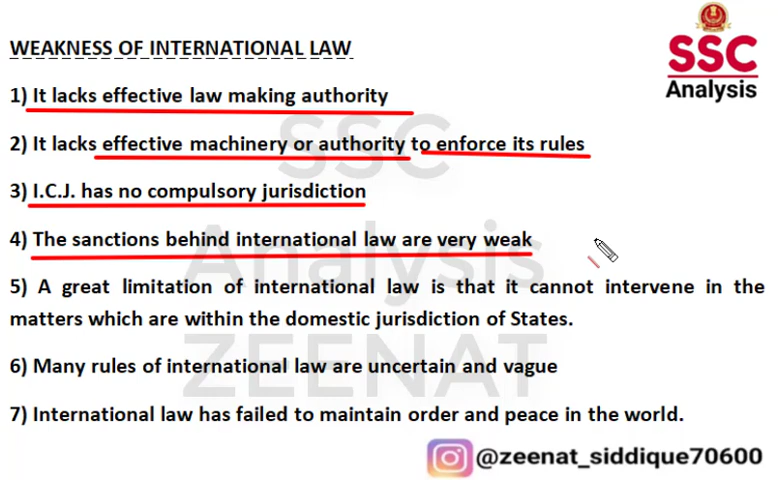 WEAKNESS OF INTERNATIONAL LAW
SSC
Analysis
1) It lacks effective law making authority
2) It lacks effective machinery or authority to enforce its rules
3) I.C.J. has no compulsory jurisdiction
4) The sanctions behind international law are very weak
5) A great limitation of international law is that it cannot intervene in the
matters which are within the domestic jurisdiction of States.
6) Many rules of international law are uncertain and vague
7) International law has failed to maintain order and peace in the world.
SSC
Analysis
ZEENAT
@zeenat_siddique70600